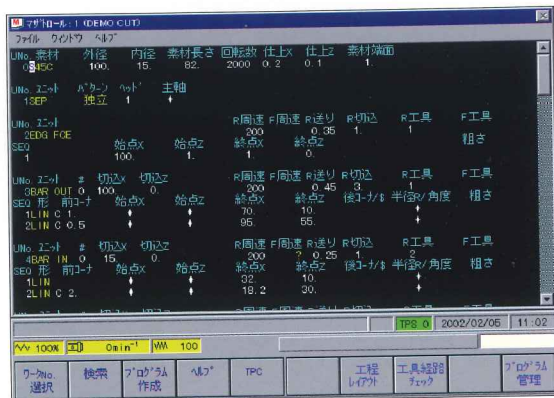 マザトロール : 1 (DEMO CUT)
ファイル ウィンドウ ヘルプ
UNo. 素材 外径 内径 素材長さ 回転数 仕上X 仕上Z 素材端面
0 S45C 100. 15. 82. 2000 0. 2 0. 1 1.
UNo. ユニット パターン ヘッド 主軸
1 SEP 独立 1 ◆
UNo. ユニット R周速 F周速 R送り R切込 R工具 F工具
2 EDG FCE 200 0. 35 1. 1
SEQ 始点X 始点Z 終点X 終点Z 粗さ
1 100. 1. 1. 0.
UNo. ユニット # 切込X 切込Z R周速 F周速 R送り R切込 R工具 F工具
3 BAR OUT 0 100. 0. 200 0. 45 3. 1
SEQ 形 前コーナ 始点X 始点Z 終点X 終点Z 後コーナ/$ 半径R/角度 粗さ
1 LIN C 1. ◆ ◆ 70. 10. ◆
2 LIN C 0. 5 ◆ ◆ 95. 55. ◆
UNo. ユニット # 切込X 切込Z R周速 F周速 R送り R切込 R工具 F工具
4 BAR IN 0 15. 0. 200 ? 0. 25 1. 2
SEQ 形 前コーナ 始点X 始点Z 終点X 終点Z 後コーナ/$ 半径R/角度 粗さ
1 LIN ◆ ◆ 32. 10. ◆
2 LIN C 2. ◆ ◆ 18. 2 30. ◆
TPS 0 2002/02/05 11:02
100% 0min⁻¹ 100
ワークNo. 選択 検索 プログラム 作成 ヘルプ TPC 工程 レイアウト 工具経路 チェック プログラム 管理